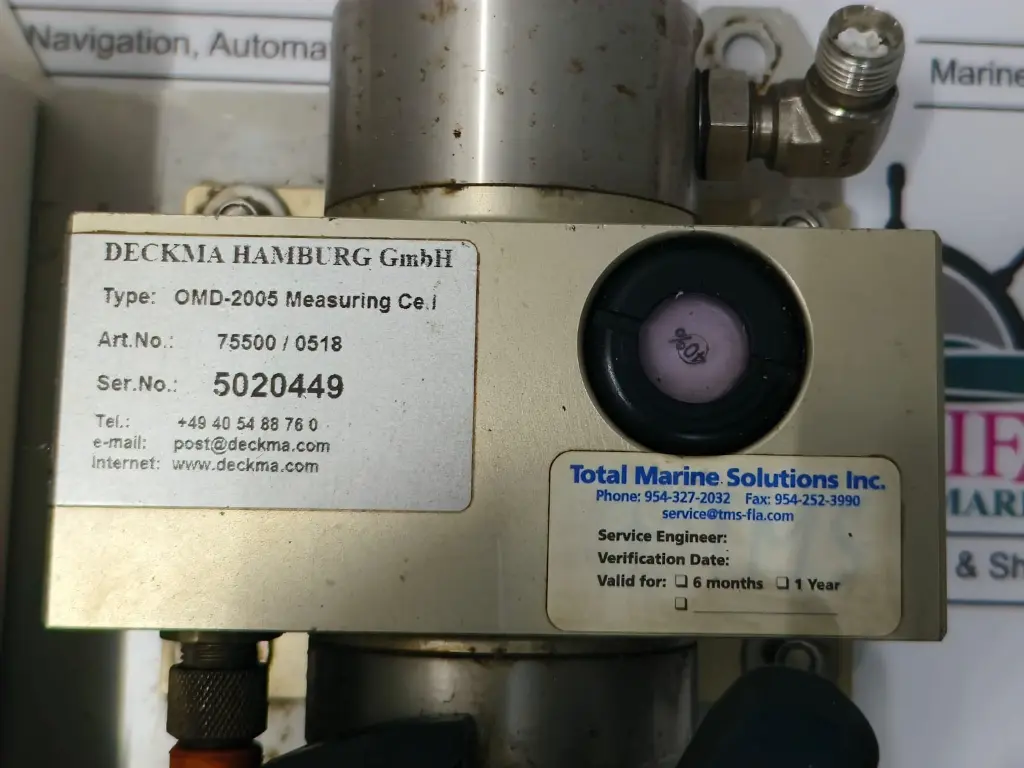 Navigation, Automa
Marine
DECKMA HAMBURG GmbH
Type: OMD-2005 Measuring Ce.l
Art.No.: 75500 / 0518
Ser.No.: 5020449
Tel.: +49 40 54 88 76 0
e-mail: post@deckma.com
Internet: www.deckma.com
40%
Total Marine Solutions Inc.
Phone: 954-327-2032 Fax: 954-252-3990
service@tms-fla.com
Service Engineer:
Verification Date:
Valid for: ❏ 6 months ❏ 1 Year
❏
IF
MARI
& Sh